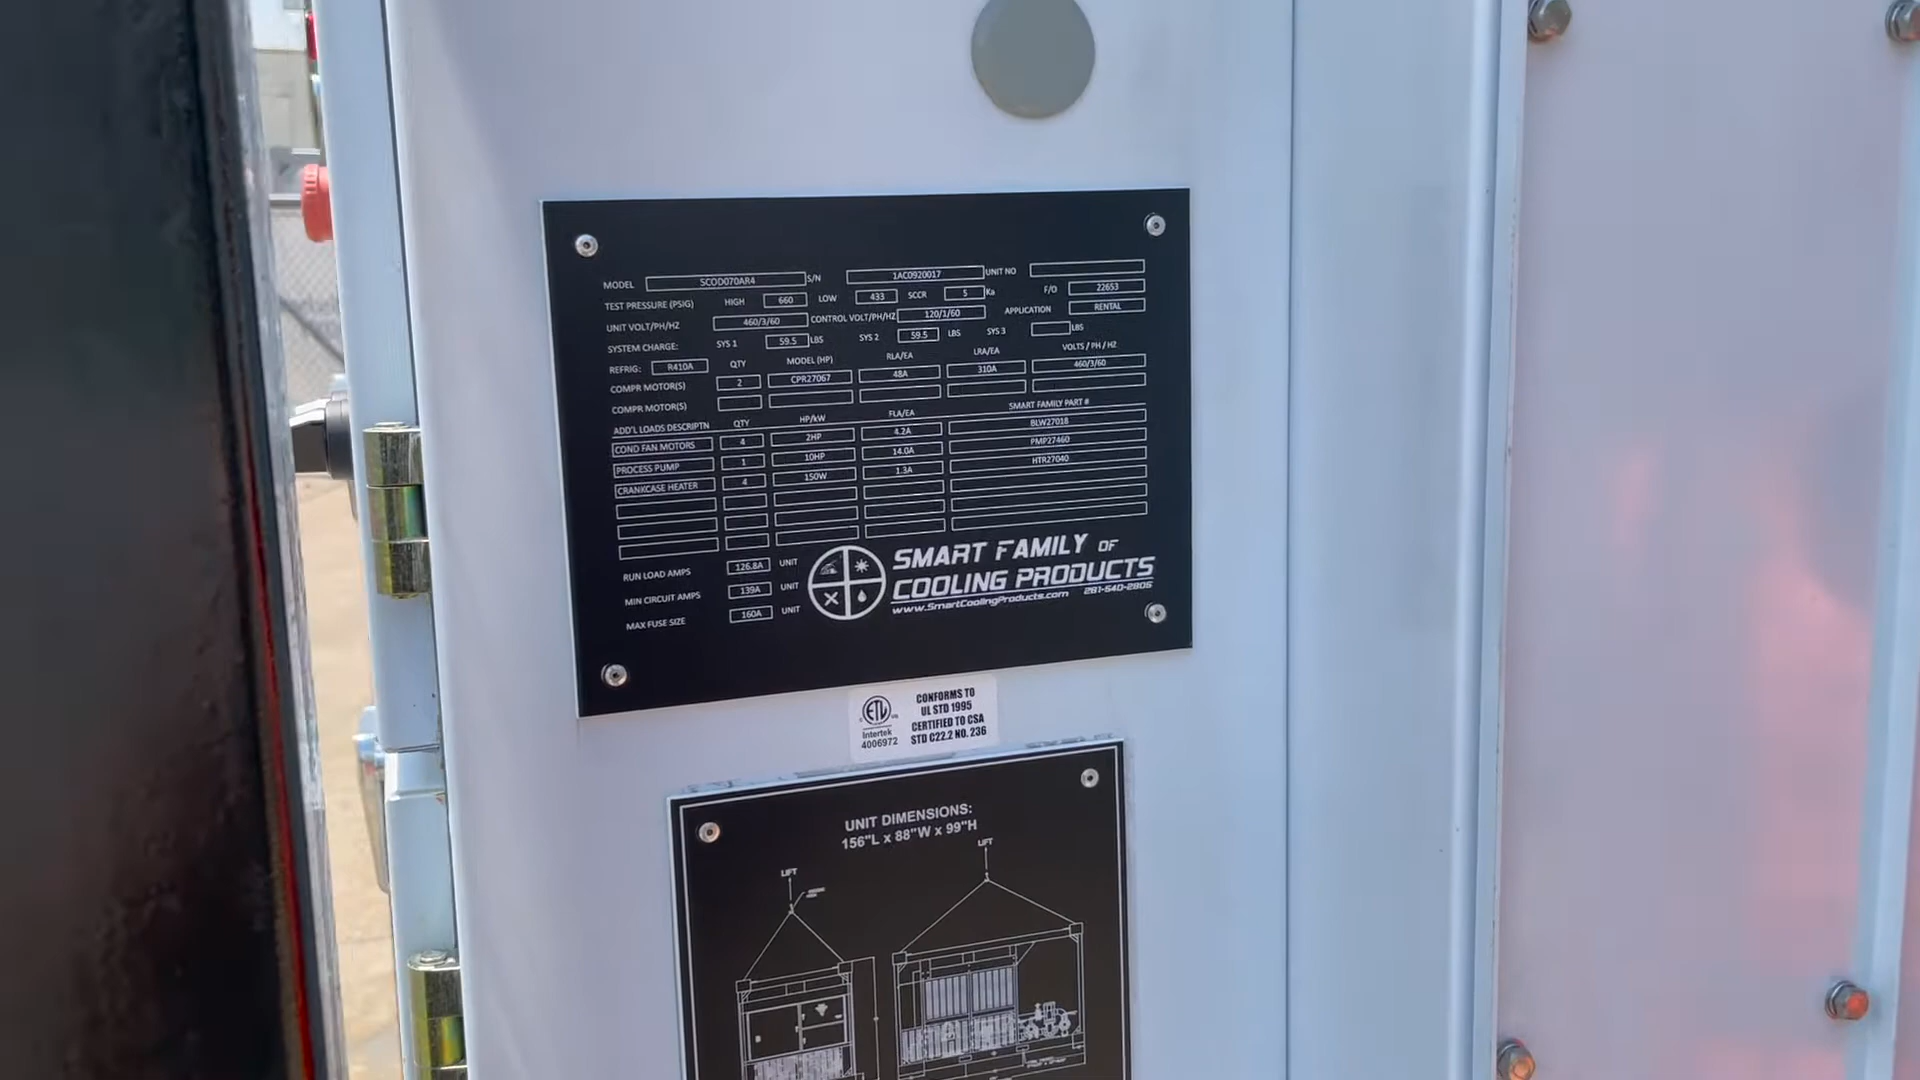 MODEL SCOD070AR4 S/N 1AC0920017 UNIT NO
TEST PRESSURE (PSIG) HIGH 660 LOW 433 SCCR 5 Ka F/O 22653
UNIT VOLT/PH/HZ 460/3/60 CONTROL VOLT/PH/HZ 120/1/60 APPLICATION RENTAL
SYSTEM CHARGE: SYS 1 59.5 LBS SYS 2 59.5 LBS SYS 3 LBS
REFRIG: R410A QTY MODEL (HP) RLA/EA LRA/EA VOLTS / PH / HZ
COMPR MOTOR(S) 2 CPR27067 48A 310A 460/3/60
COMPR MOTOR(S)
ADD'L LOADS DESCRIPTN QTY HP/kW FLA/EA SMART FAMILY PART #
COND FAN MOTORS 4 2HP 4.2A BLW27018
PROCESS PUMP 1 10HP 14.0A PMP27460
CRANKCASE HEATER 4 150W 1.3A HTR27040
RUN LOAD AMPS 126.8A UNIT
MIN CIRCUIT AMPS 139A UNIT
MAX FUSE SIZE 160A UNIT
SMART FAMILY OF
COOLING PRODUCTS
www.SmartCoolingProducts.com 281-540-2805
ETL
Intertek
4006972
CONFORMS TO
UL STD 1995
CERTIFIED TO CSA
STD C22.2 NO. 236
UNIT DIMENSIONS:
156"L x 88"W x 99"H
LIFT
LIFT